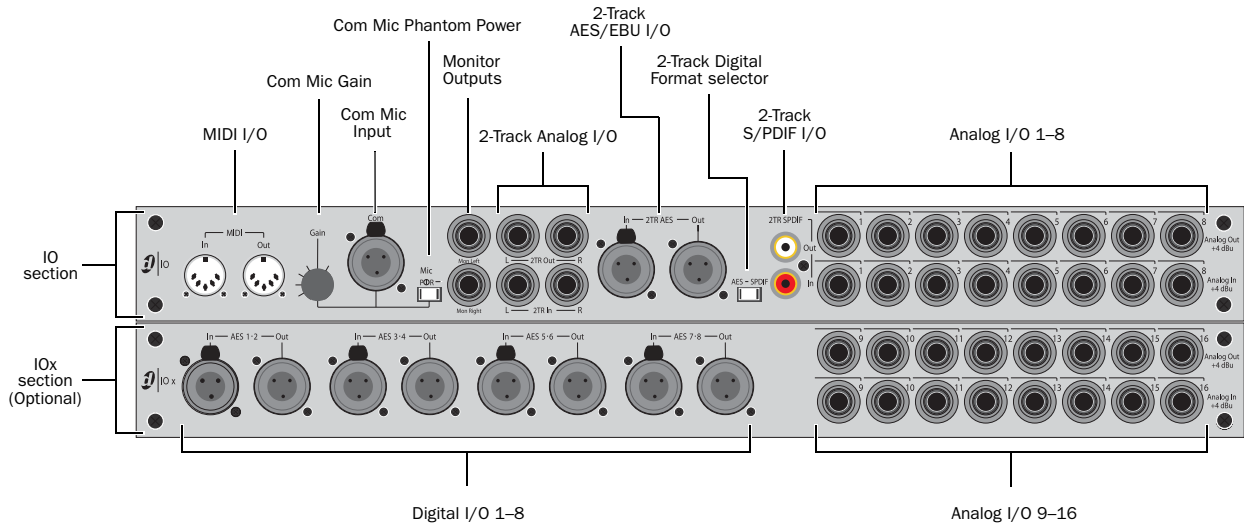 Com Mic Phantom Power
2-Track
AES/EBU I/O
Monitor
Outputs
2-Track Digital
Format selector
Com Mic Gain
Com Mic
Input
2-Track
S/PDIF I/O
MIDI I/O
2-Track Analog I/O
Analog I/O 1–8
IO
section
IO
MIDI
In
Out
Gain
Com
Mic
Mon Left
Mon Right
L 2TR Out R
L 2TR In R
In 2TR AES Out
AES – SPDIF
2TR SPDIF
Out
In
1 2 3 4 5 6 7 8
Analog Out
+4 dBu
1 2 3 4 5 6 7 8
Analog In
+4 dBu
IOx
section
(Optional)
IO x
In AES 1·2 Out
In AES 3·4 Out
In AES 5·6 Out
In AES 7·8 Out
9 10 11 12 13 14 15 16
Analog Out
+4 dBu
9 10 11 12 13 14 15 16
Analog In
+4 dBu
Digital I/O 1–8
Analog I/O 9–16